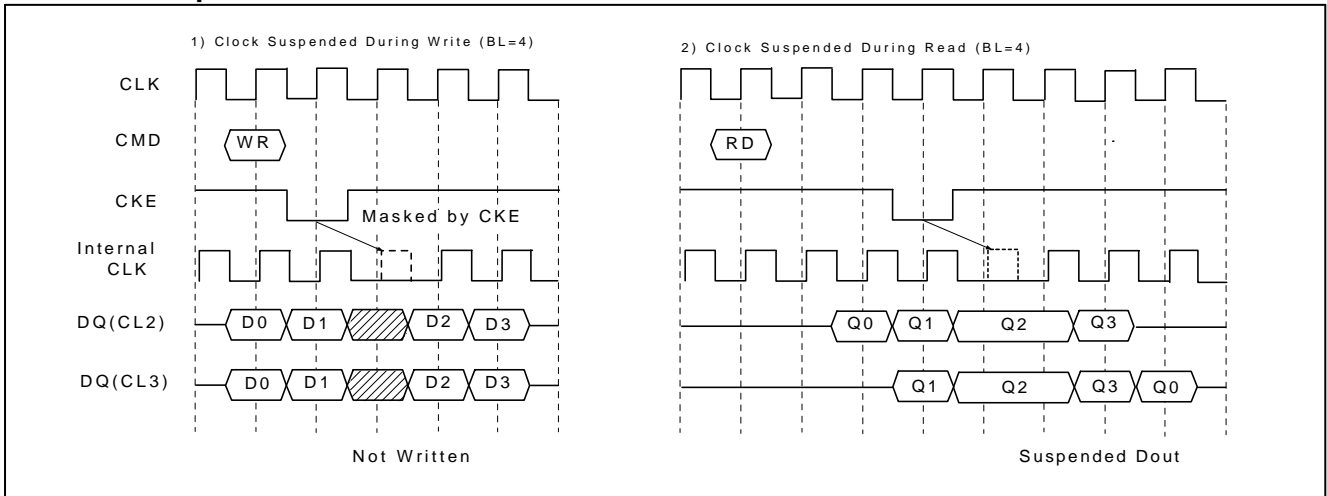 1) Clock Suspended During Write (BL=4)
2) Clock Suspended During Read (BL=4)
CLK
CMD
WR
RD
CKE
Masked by CKE
Internal
CLK
DQ(CL2)
D0
D1
D2
D3
Q0
Q1
Q2
Q3
DQ(CL3)
D0
D1
D2
D3
Q1
Q2
Q3
Q0
Not Written
Suspended Dout